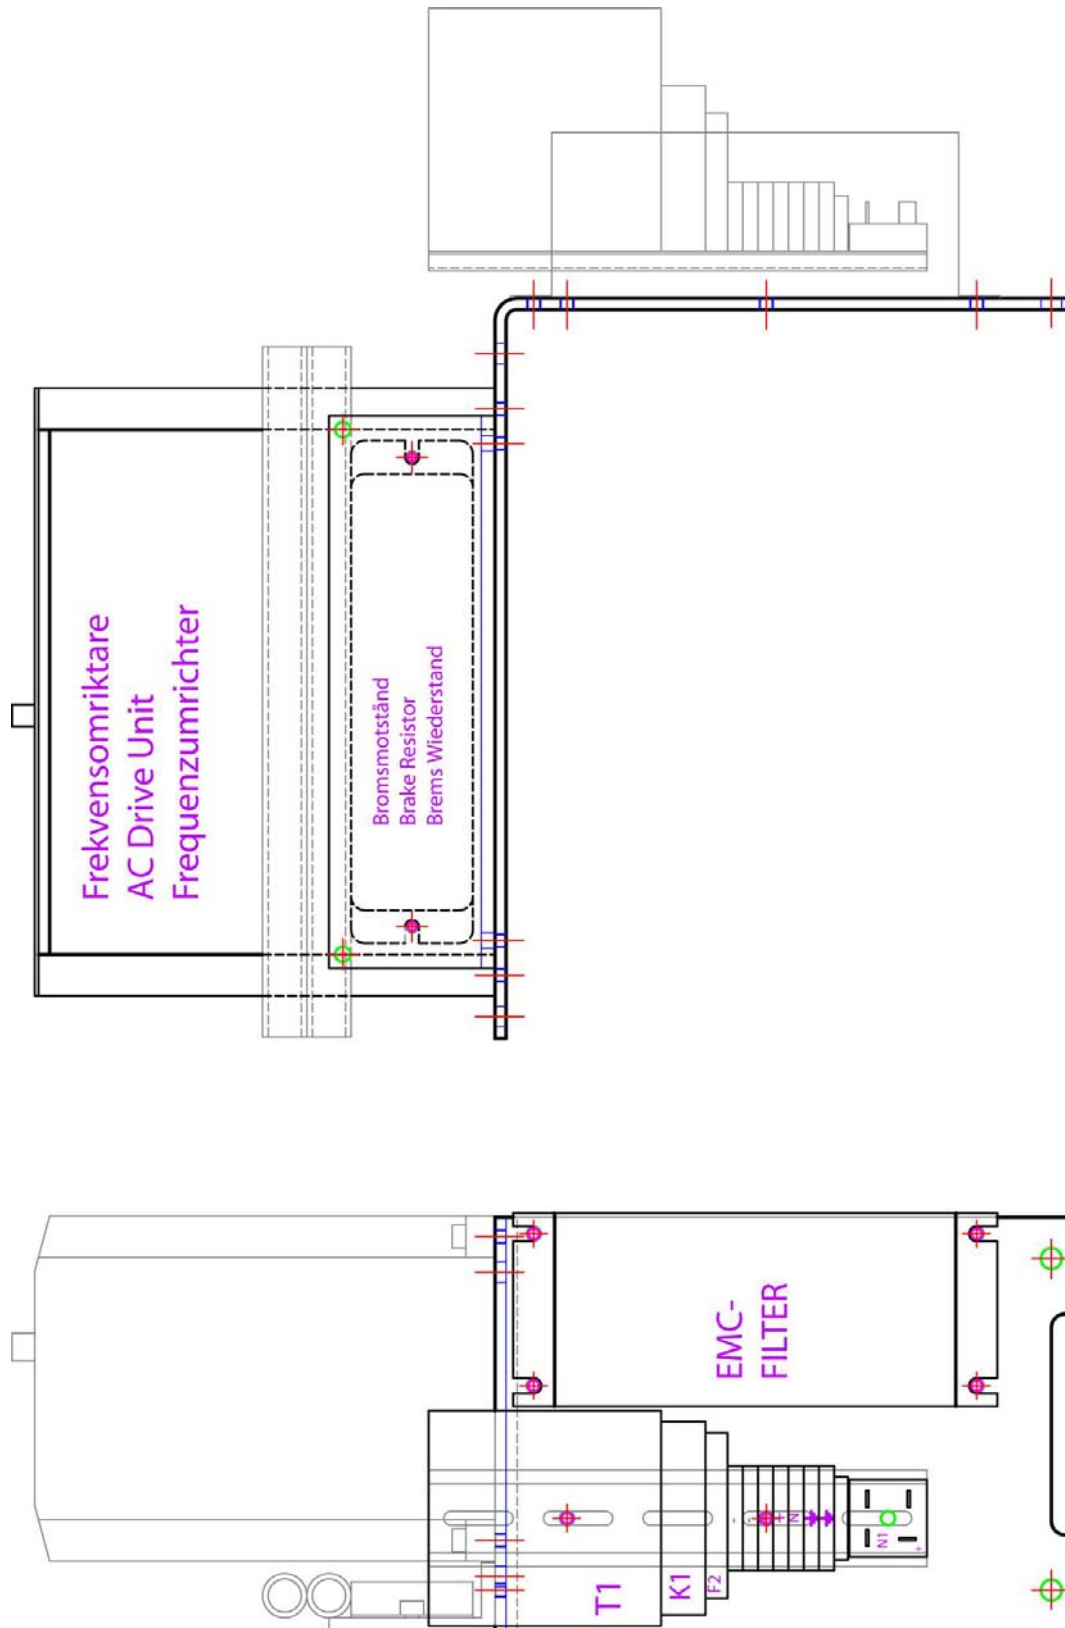 Frekvensomriktare
AC Drive Unit
Frequenzumrichter
Bromsmotstånd
Brake Resistor
Brems Wiederstand
EMC-
FILTER
T1
K1
F2
-
-
+
N
N1
+